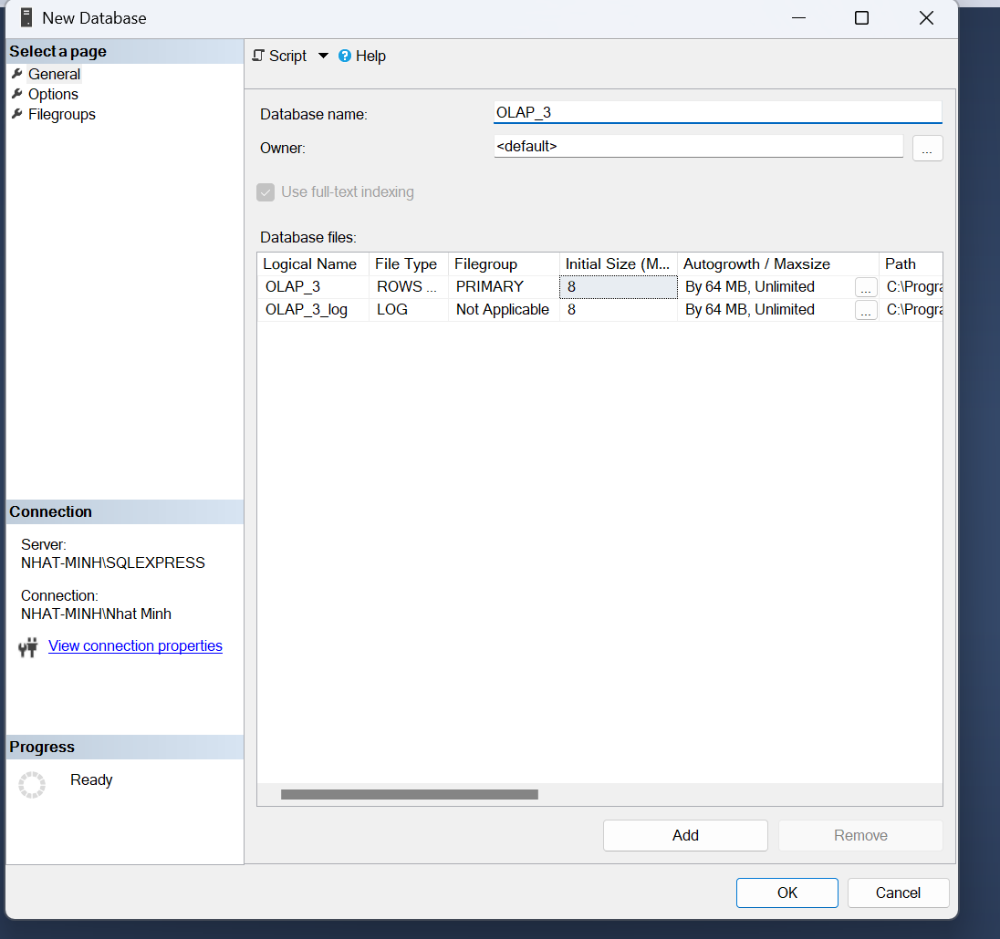 New Database
Select a page
General
Options
Filegroups
Script
Help
Database name: OLAP_3
Owner: <default> ...
Use full-text indexing
Database files:
Logical Name File Type Filegroup Initial Size (M... Autogrowth / Maxsize Path
OLAP_3 ROWS ... PRIMARY 8 By 64 MB, Unlimited ... C:\Progra
OLAP_3_log LOG Not Applicable 8 By 64 MB, Unlimited ... C:\Progra
Connection
Server:
NHAT-MINH\SQLEXPRESS
Connection:
NHAT-MINH\Nhat Minh
View connection properties
Progress
Ready
Add Remove
OK Cancel